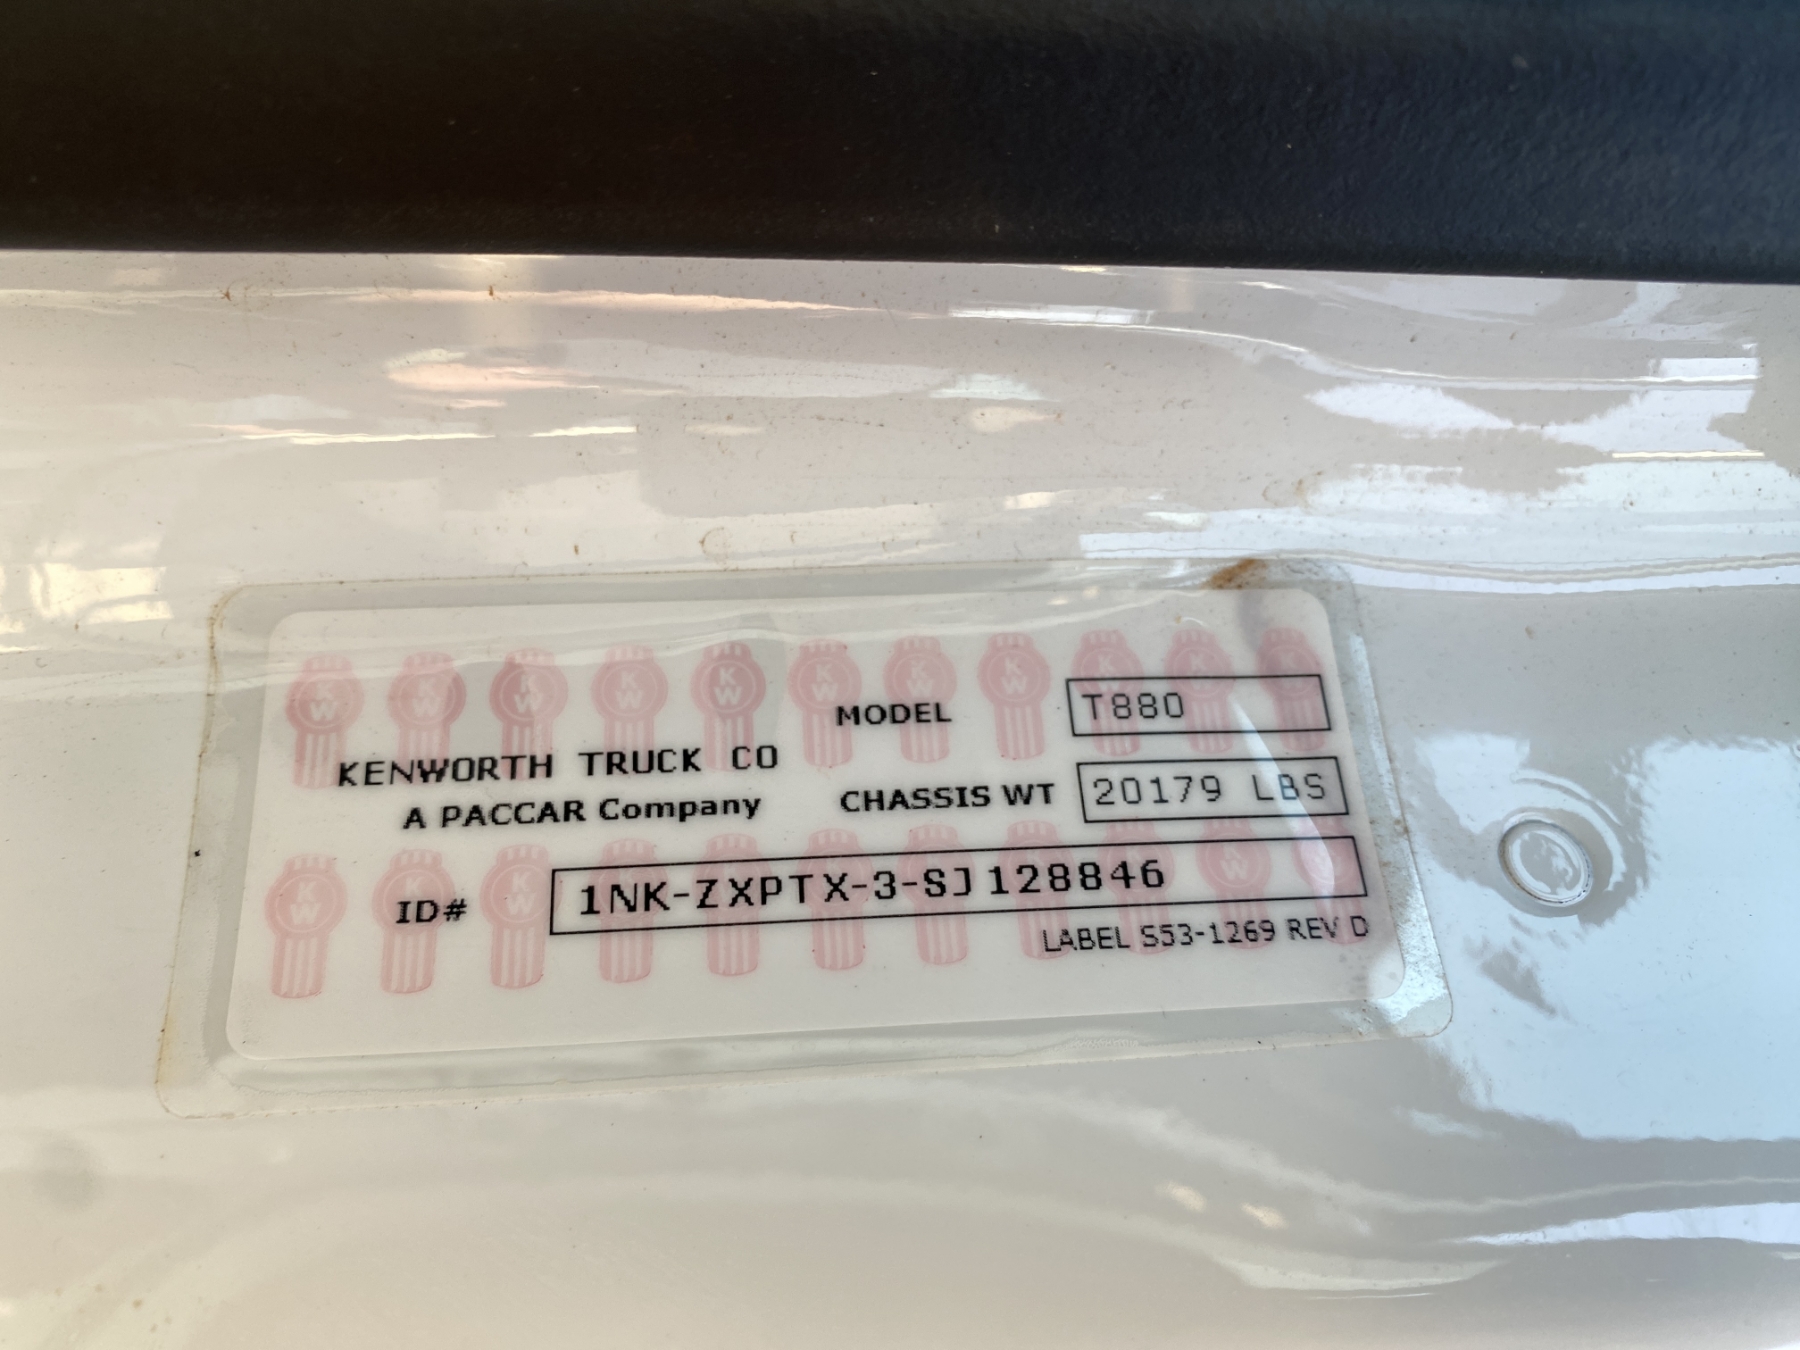 MODEL T880
KENWORTH TRUCK CO
A PACCAR Company
CHASSIS WT 20179 LBS
ID# 1NK-ZXPTX-3-SJ128846
LABEL S53-1269 REV D